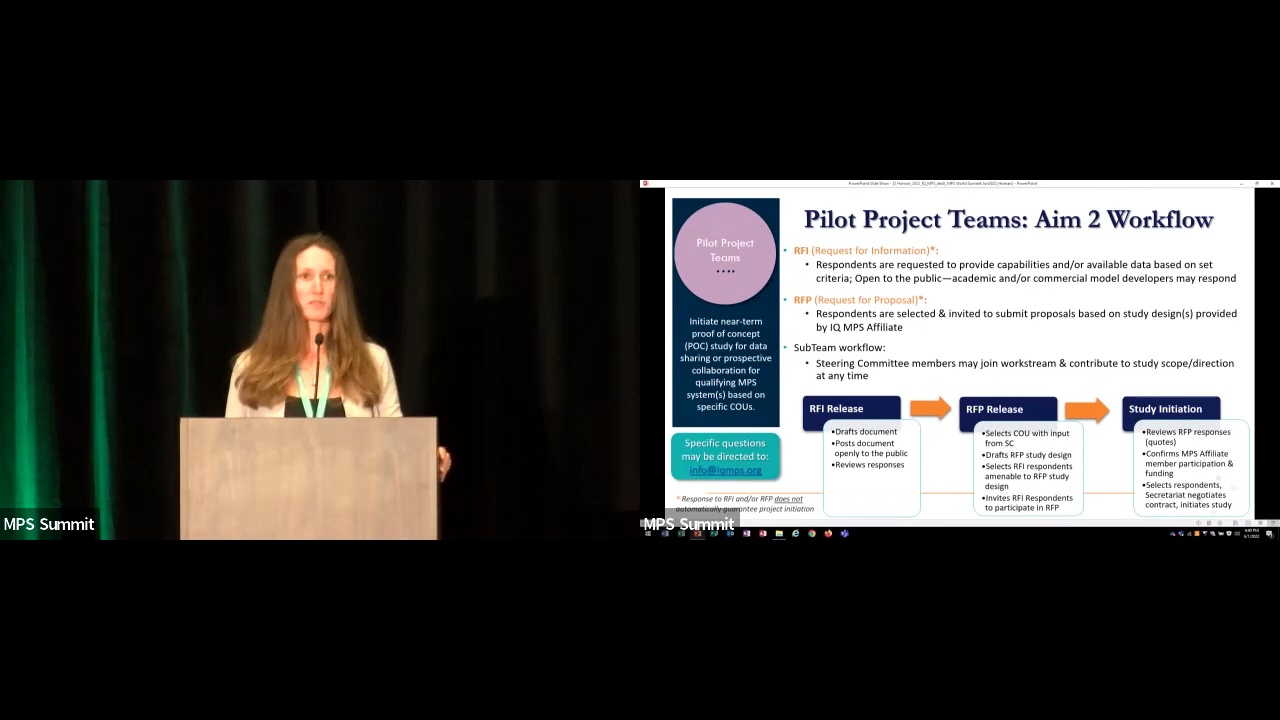 PowerPoint Slide Show
Pilot Project Teams: Aim 2 Workflow
Pilot Project
Teams
Initiate near-term
proof of concept
(POC) study for data
sharing or prospective
collaboration for
qualifying MPS
system(s) based on
specific COUs.
Specific questions
may be directed to:
info@iqmps.org
* Response to RFI and/or RFP does not
automatically guarantee project initiation
• RFI (Request for Information)*:
• Respondents are requested to provide capabilities and/or available data based on set
criteria; Open to the public—academic and/or commercial model developers may respond
• RFP (Request for Proposal)*:
• Respondents are selected & invited to submit proposals based on study design(s) provided
by IQ MPS Affiliate
• SubTeam workflow:
• Steering Committee members may join workstream & contribute to study scope/direction
at any time
RFI Release
•Drafts document
•Posts document
openly to the public
•Reviews responses
RFP Release
•Selects COU with input
from SC
•Drafts RFP study design
•Selects RFI respondents
amenable to RFP study
design
•Invites RFI Respondents
to participate in RFP
Study Initiation
•Reviews RFP responses
(quotes)
•Confirms MPS Affiliate
member participation &
funding
•Selects respondents,
Secretariat negotiates
contract, initiates study
MPS Summit
MPS Summit